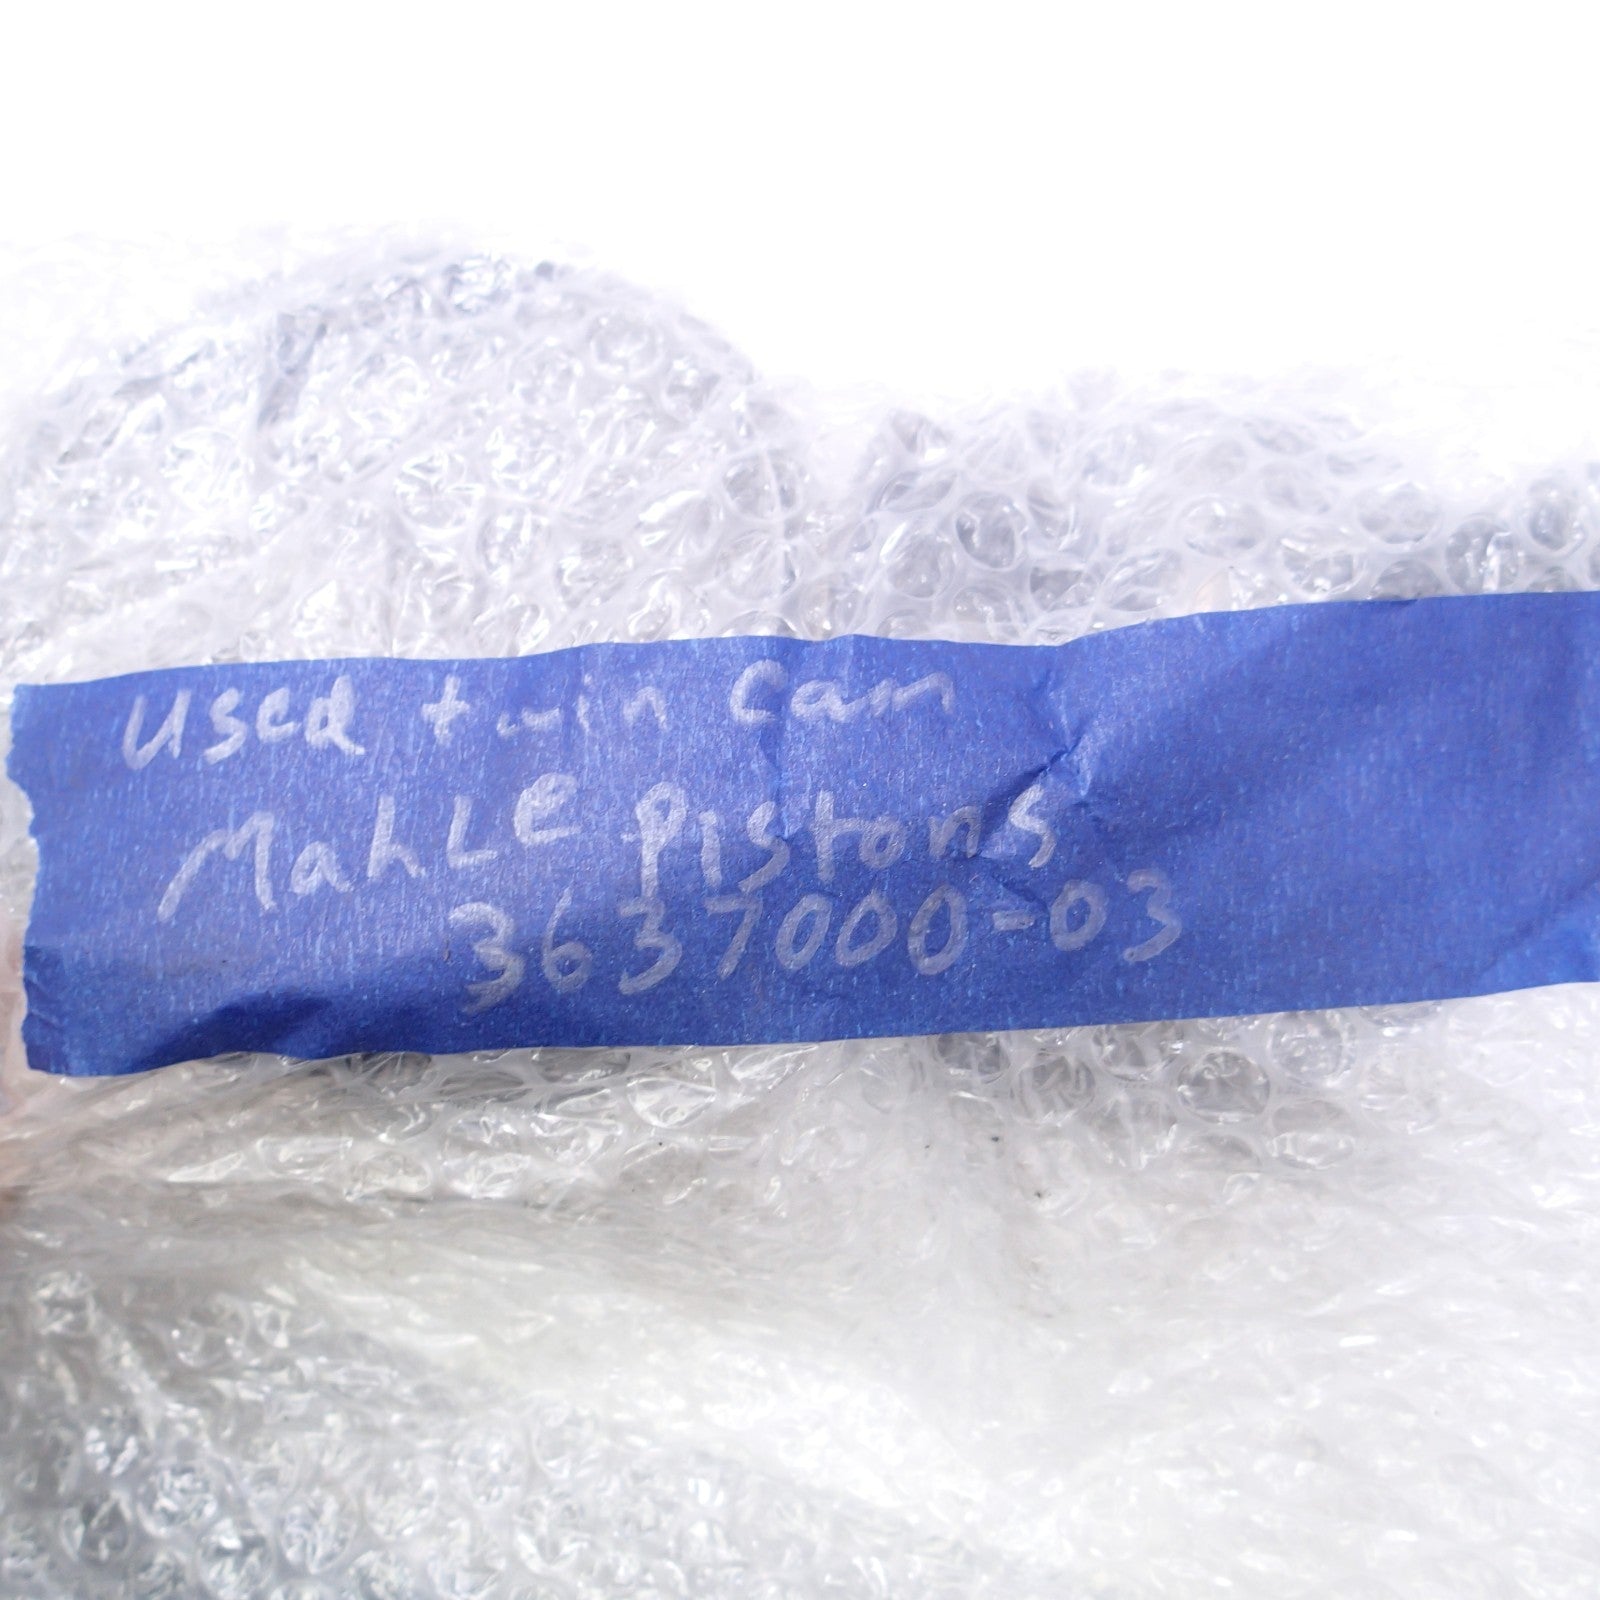 Used twin cam
MahLe Pistons
3637000-03